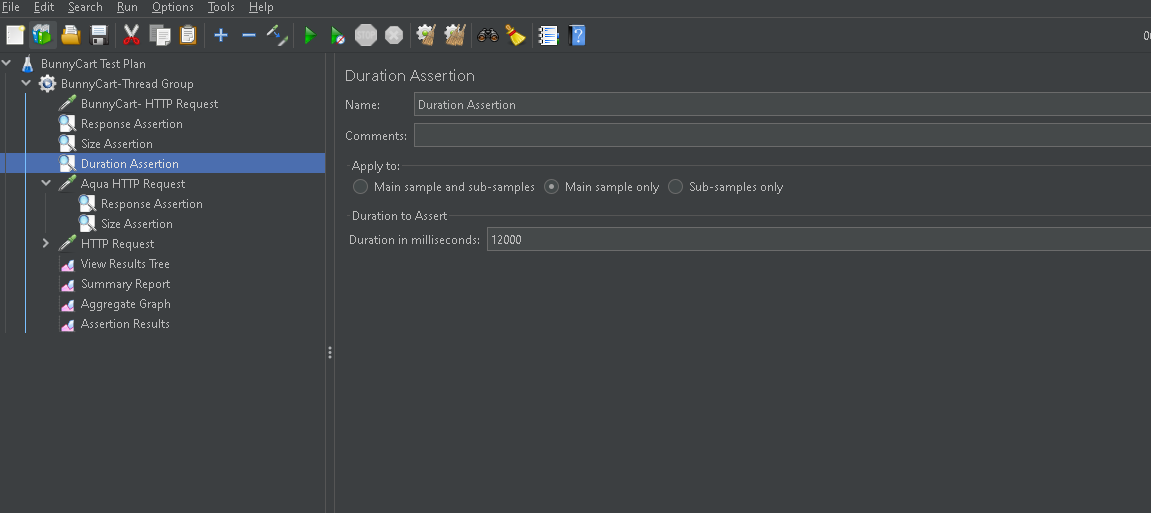 File Edit Search Run Options Tools Help
STOP
BunnyCart Test Plan
BunnyCart-Thread Group
BunnyCart- HTTP Request
Response Assertion
Size Assertion
Duration Assertion
Aqua HTTP Request
Response Assertion
Size Assertion
HTTP Request
View Results Tree
Summary Report
Aggregate Graph
Assertion Results
Duration Assertion
Name: Duration Assertion
Comments:
Apply to:
Main sample and sub-samples Main sample only Sub-samples only
Duration to Assert
Duration in milliseconds: 12000